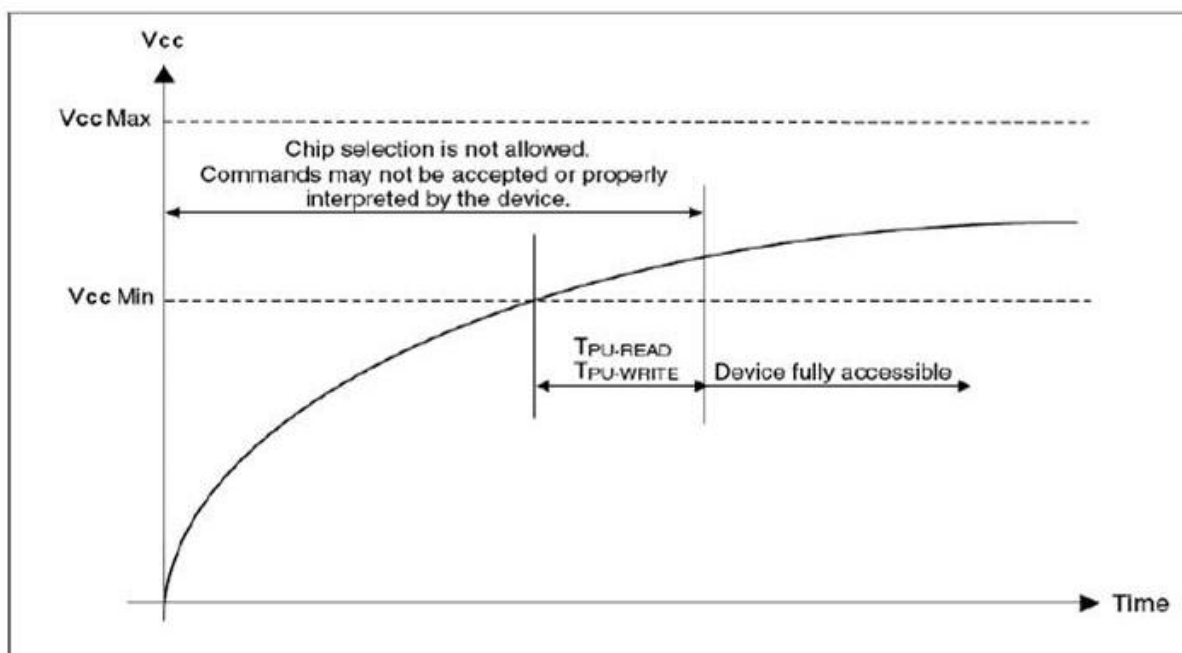 Vcc
Vcc Max
Chip selection is not allowed.
Commands may not be accepted or properly
interpreted by the device.
Vcc Min
TPU-READ
TPU-WRITE
Device fully accessible
Time